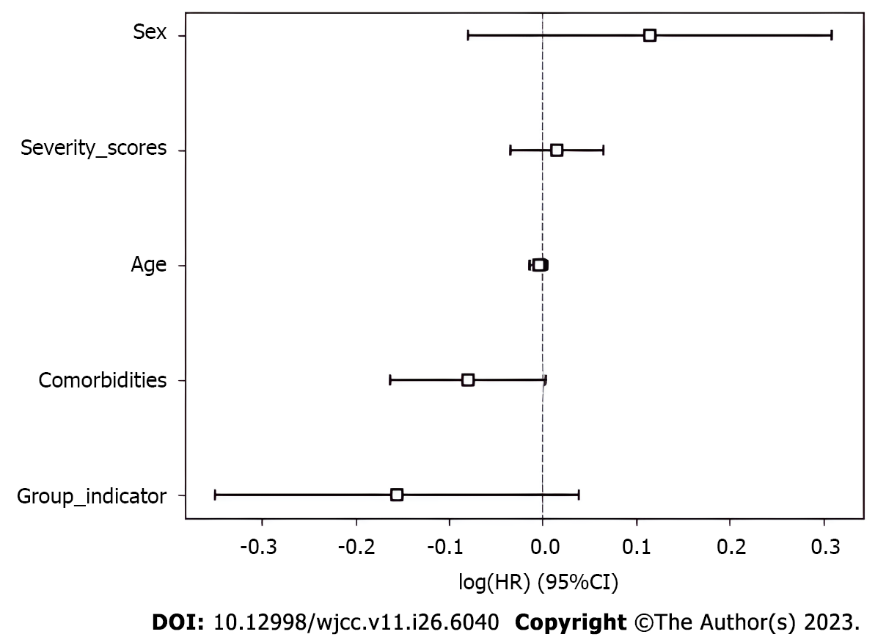 Sex
Severity_scores
Age
Comorbidities
Group_indicator
-0.3 -0.2 -0.1 0.0 0.1 0.2 0.3
log(HR) (95%CI)
DOI: 10.12998/wjcc.v11.i26.6040 Copyright ©The Author(s) 2023.